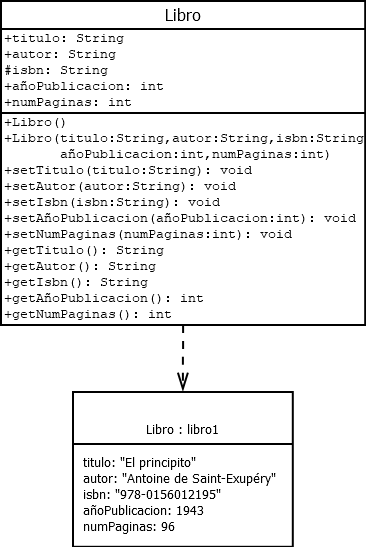 Libro
+titulo: String
+autor: String
#isbn: String
+añoPublicacion: int
+numPaginas: int
+Libro()
+Libro(titulo:String,autor:String,isbn:String
añoPublicacion:int,numPaginas:int)
+setTitulo(titulo:String): void
+setAutor(autor:String): void
+setIsbn(isbn:String): void
+setAñoPublicacion(añoPublicacion:int): void
+setNumPaginas(numPaginas:int): void
+getTitulo(): String
+getAutor(): String
+getIsbn(): String
+getAñoPublicacion(): int
+getNumPaginas(): int
Libro : libro1
titulo: "El principito"
autor: "Antoine de Saint-Exupéry"
isbn: "978-0156012195"
añoPublicacion: 1943
numPaginas: 96